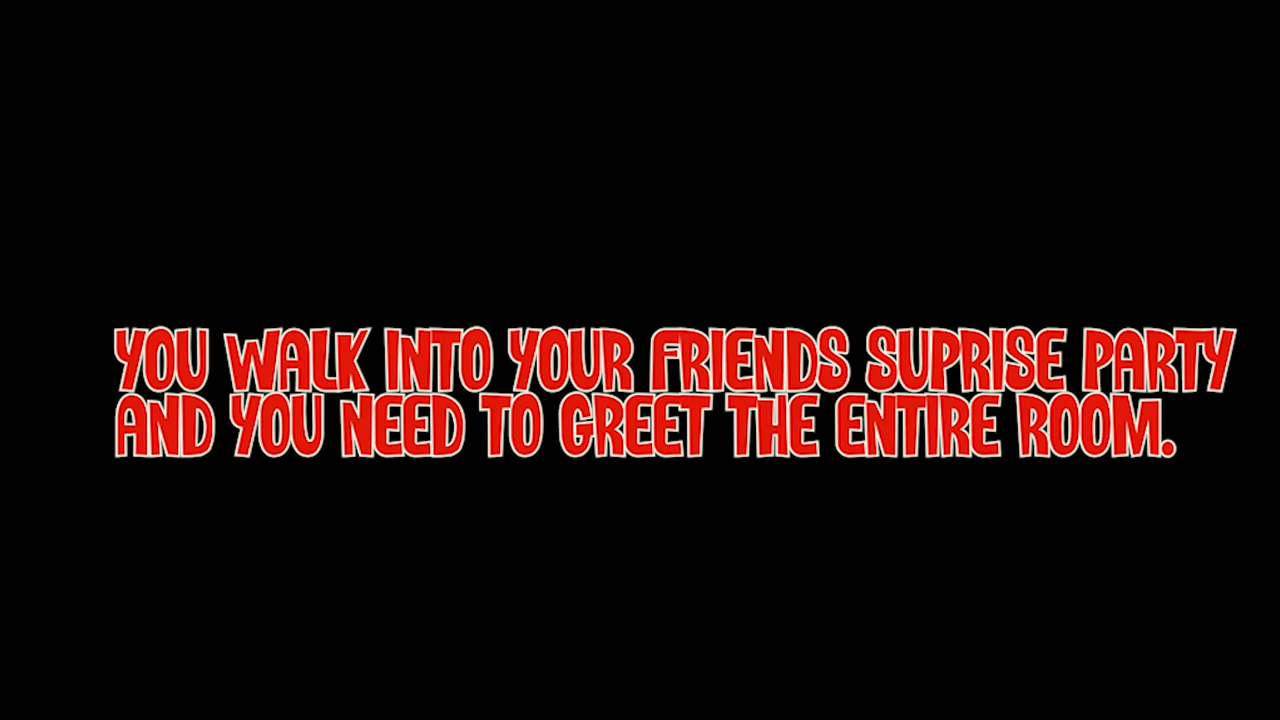 YOU WALK INTO YOUR FRIENDS SUPRISE PARTY
AND YOU NEED TO GREET THE ENTIRE ROOM.